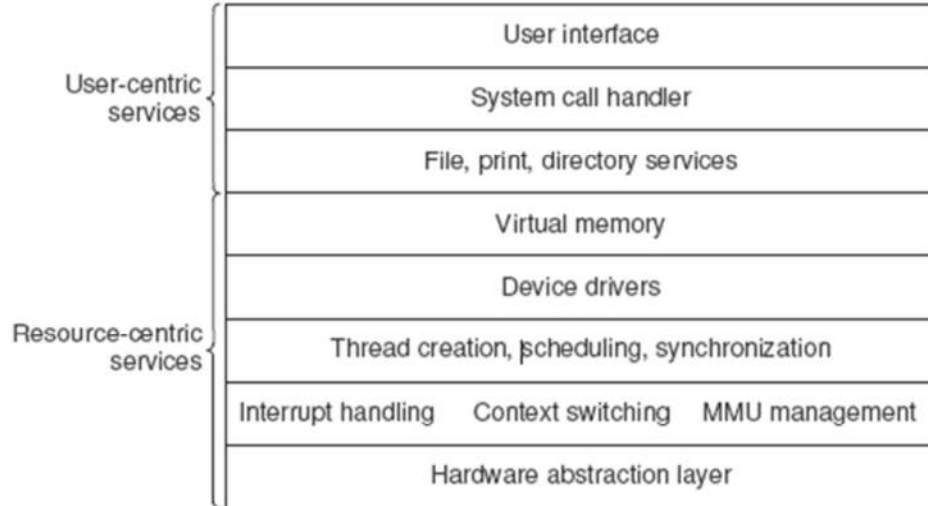 User interface
User-centric
services
System call handler
File, print, directory services
Virtual memory
Device drivers
Resource-centric
services
Thread creation, scheduling, synchronization
Interrupt handling Context switching MMU management
Hardware abstraction layer